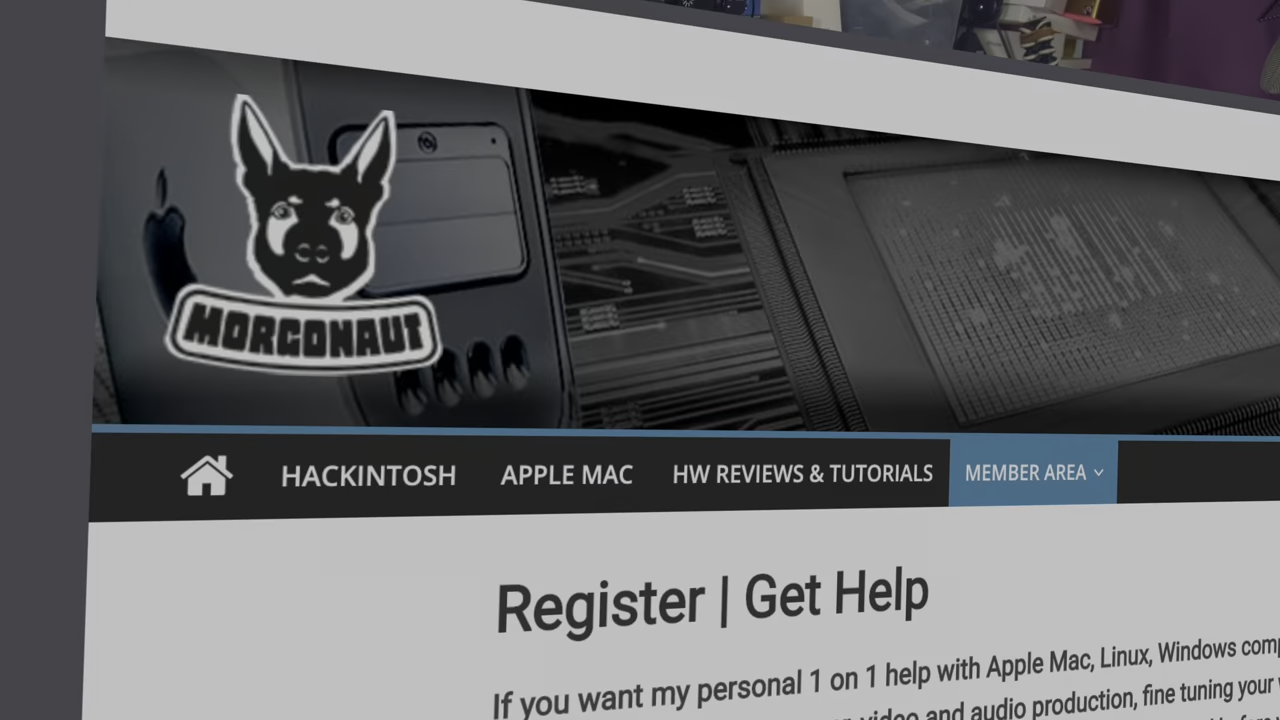 MORGONAUT
HACKINTOSH APPLE MAC HW REVIEWS & TUTORIALS MEMBER AREA
Register | Get Help
If you want my personal 1 on 1 help with Apple Mac, Linux, Windows
video and audio production, fine tuning your